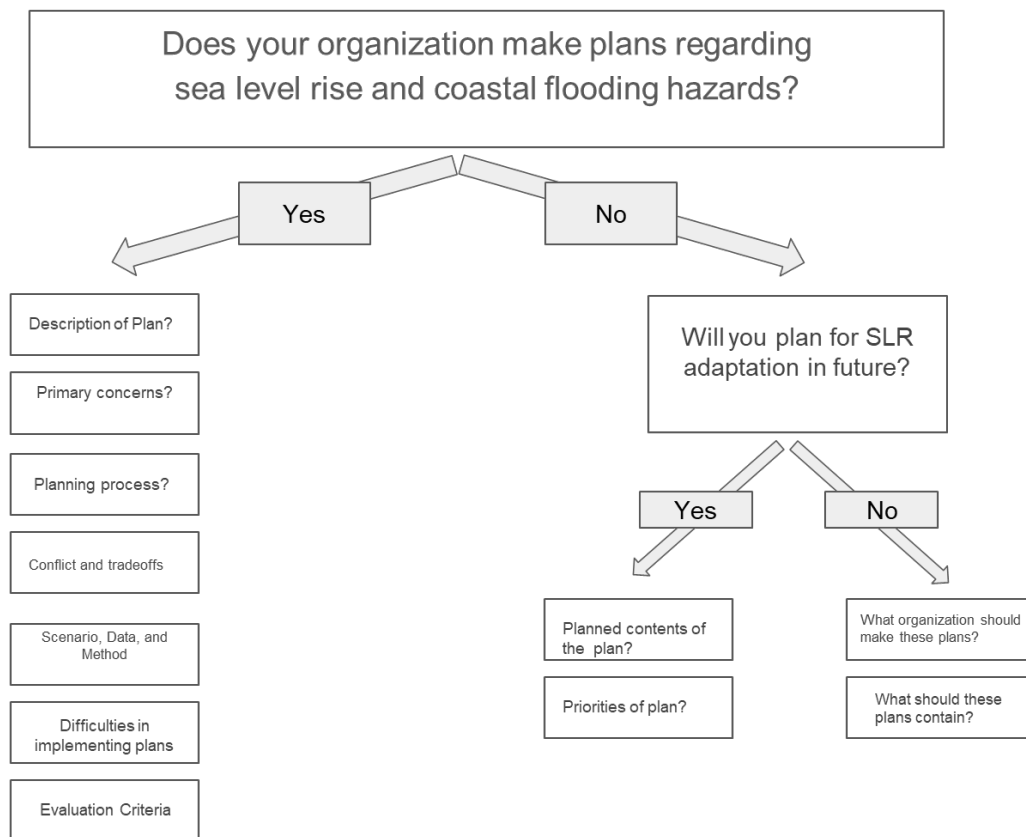 Does your organization make plans regarding
sea level rise and coastal flooding hazards?
Yes
No
Description of Plan?
Primary concerns?
Planning process?
Conflict and tradeoffs
Scenario, Data, and
Method
Difficulties in
implementing plans
Evaluation Criteria
Will you plan for SLR
adaptation in future?
Yes
No
Planned contents of
the plan?
Priorities of plan?
What organization should
make these plans?
What should these
plans contain?